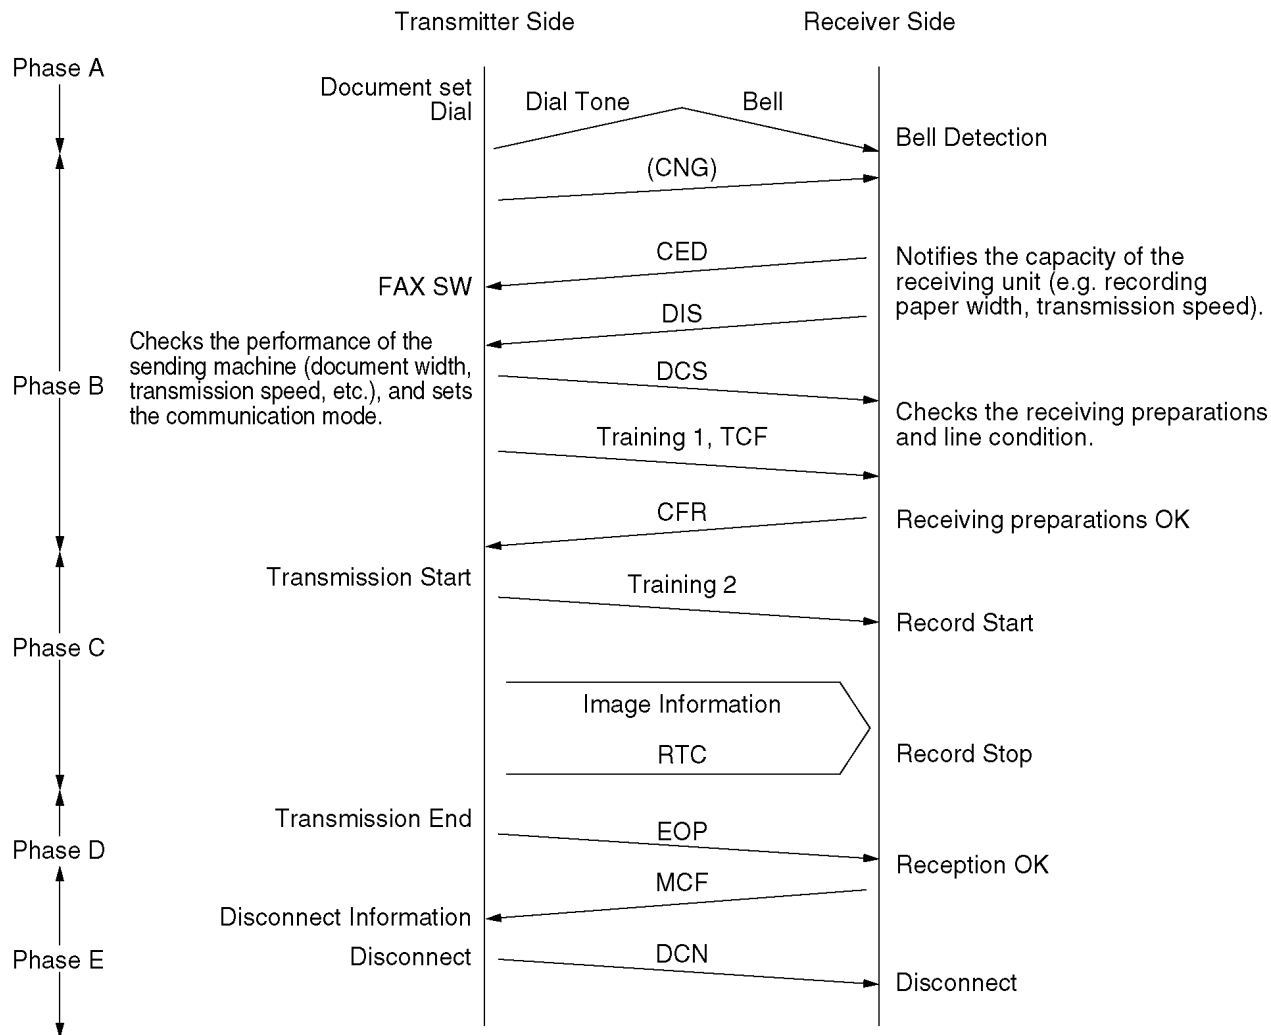 Transmitter Side
Receiver Side
Phase A
Document set
Dial
Dial Tone
Bell
Bell Detection
(CNG)
CED
FAX SW
Notifies the capacity of the
receiving unit (e.g. recording
paper width, transmission speed).
DIS
Checks the performance of the
sending machine (document width,
transmission speed, etc.), and sets
the communication mode.
Phase B
DCS
Checks the receiving preparations
and line condition.
Training 1, TCF
CFR
Receiving preparations OK
Transmission Start
Training 2
Record Start
Phase C
Image Information
RTC
Record Stop
Transmission End
EOP
Phase D
Reception OK
MCF
Disconnect Information
Phase E
Disconnect
DCN
Disconnect